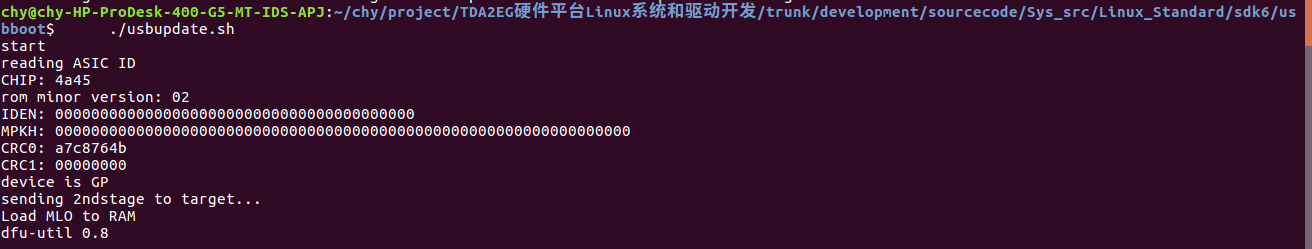 chy@chy-HP-ProDesk-400-G5-MT-IDS-APJ:~/chy/project/TDA2EG硬件平台Linux系统和驱动开发/trunk/development/sourcecode/Sys_src/Linux_Standard/sdk6/us
bboot$      ./usbupdate.sh
start
reading ASIC ID
CHIP: 4a45
rom minor version: 02
IDEN: 0000000000000000000000000000000000000000
MPKH: 0000000000000000000000000000000000000000000000000000000000000000
CRC0: a7c8764b
CRC1: 00000000
device is GP
sending 2ndstage to target...
Load MLO to RAM
dfu-util 0.8